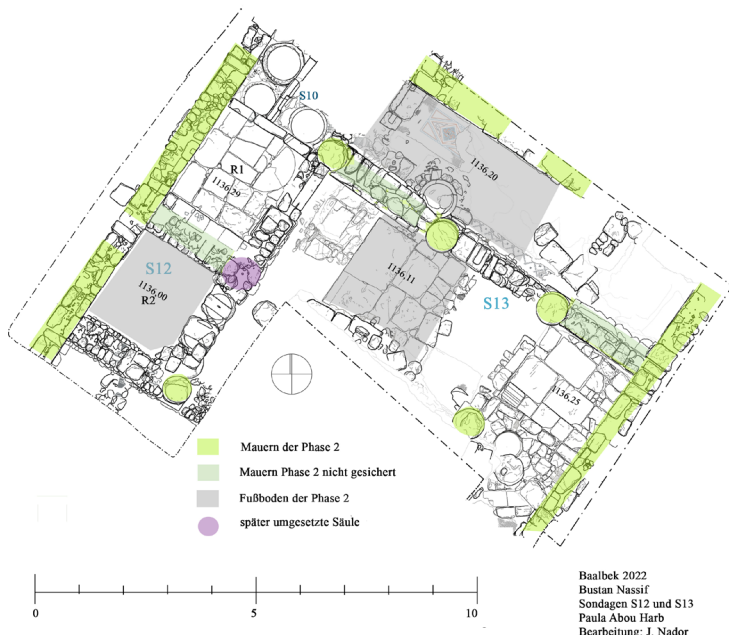 S10
R1
1136,29
1136,20
S12
1136,00
R2
1136,11
S13
1136,25
Mauern der Phase 2
Mauern Phase 2 nicht gesichert
Fußboden der Phase 2
später umgesetzte Säule
0
5
10
Baalbek 2022
Bustan Nassif
Sondagen S12 und S13
Paula Abou Harb
Bearbeitung: J. Nador